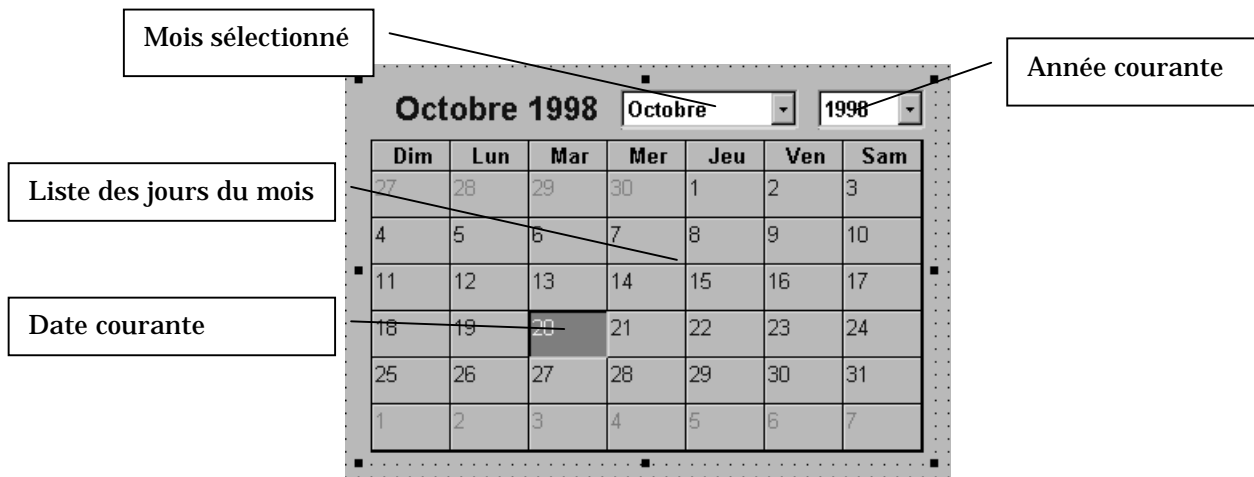 Mois sélectionné
Année courante
Octobre 1998 Octobre 1998
Dim Lun Mar Mer Jeu Ven Sam
27 28 29 30 1 2 3
Liste des jours du mois
4 5 6 7 8 9 10
11 12 13 14 15 16 17
Date courante
18 19 20 21 22 23 24
25 26 27 28 29 30 31
1 2 3 4 5 6 7